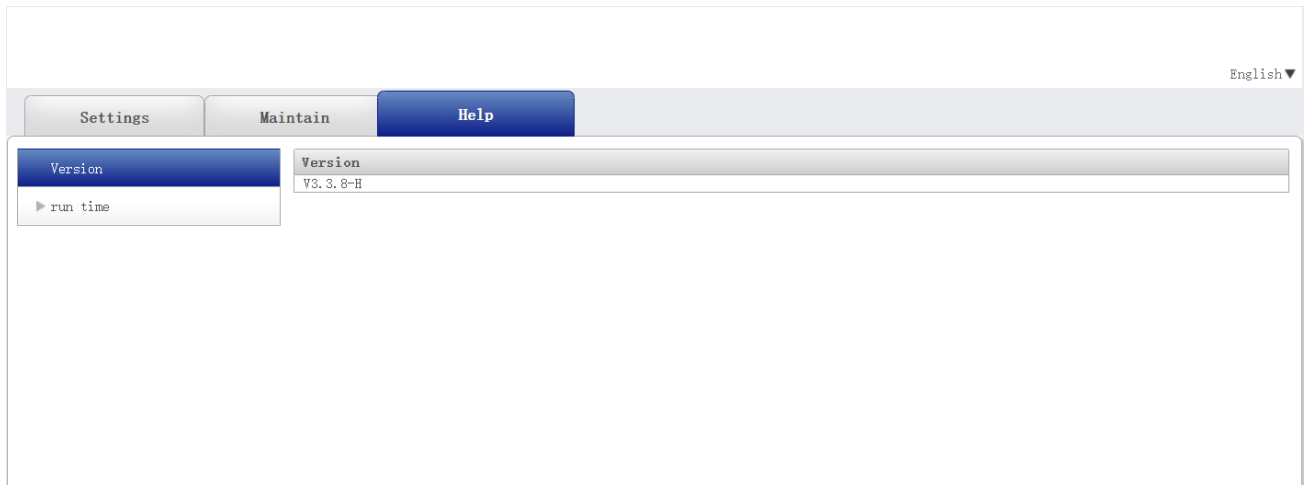 English▼
Settings Maintain Help
Version
▶ run time
Version
V3.3.8-H